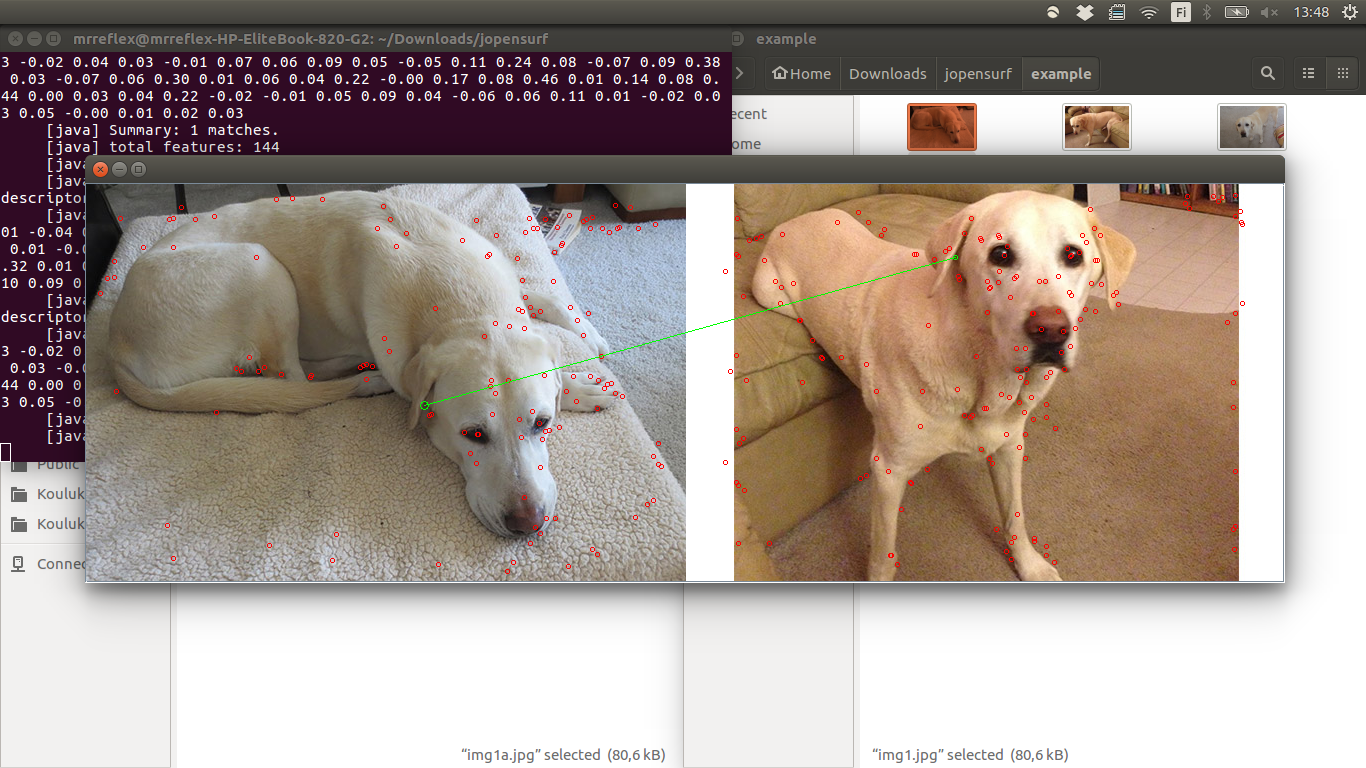 Fi
13:48
mrreflex@mrreflex-HP-EliteBook-820-G2: ~/Downloads/jopensurf
3 -0.02 0.04 0.03 -0.01 0.07 0.06 0.09 0.05 -0.05 0.11 0.24 0.08 -0.07 0.09 0.38
0.03 -0.07 0.06 0.30 0.01 0.06 0.04 0.22 -0.00 0.17 0.08 0.46 0.01 0.14 0.08 0.
44 0.00 0.03 0.04 0.22 -0.02 -0.01 0.05 0.09 0.04 -0.06 0.06 0.11 0.01 -0.02 0.0
3 0.05 -0.00 0.01 0.02 0.03
[java] Summary: 1 matches.
[java] total features: 144
[java
[java
descriptor
[java
01 -0.04
0.01 -0.0
.32 0.01 0
10 0.09 0
[java
descriptor
[java
3 -0.02 0
0.03 -0.0
44 0.00 0
3 0.05 -0
[java
[java
Public
Kouluk
Kouluk
Connec
example
Home
Downloads
jopensurf
example
ecent
ome
“img1a.jpg” selected (80,6 kB)
“img1.jpg” selected (80,6 kB)